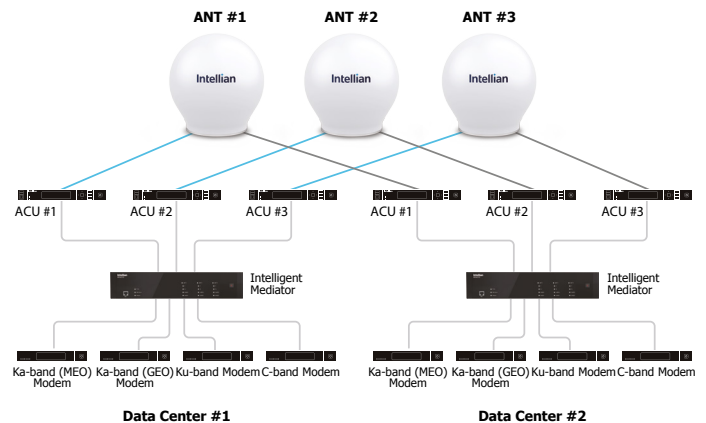 ANT #1 ANT #2 ANT #3
Intellian Intellian Intellian
ACU #1 ACU #2 ACU #3 ACU #1 ACU #2 ACU #3
Intelligent
Mediator
Intelligent
Mediator
Ka-band (MEO)
Modem
Ka-band (GEO)
Modem
Ku-band Modem
C-band Modem
Ka-band (MEO)
Modem
Ka-band (GEO)
Modem
Ku-band Modem
C-band Modem
Data Center #1 Data Center #2